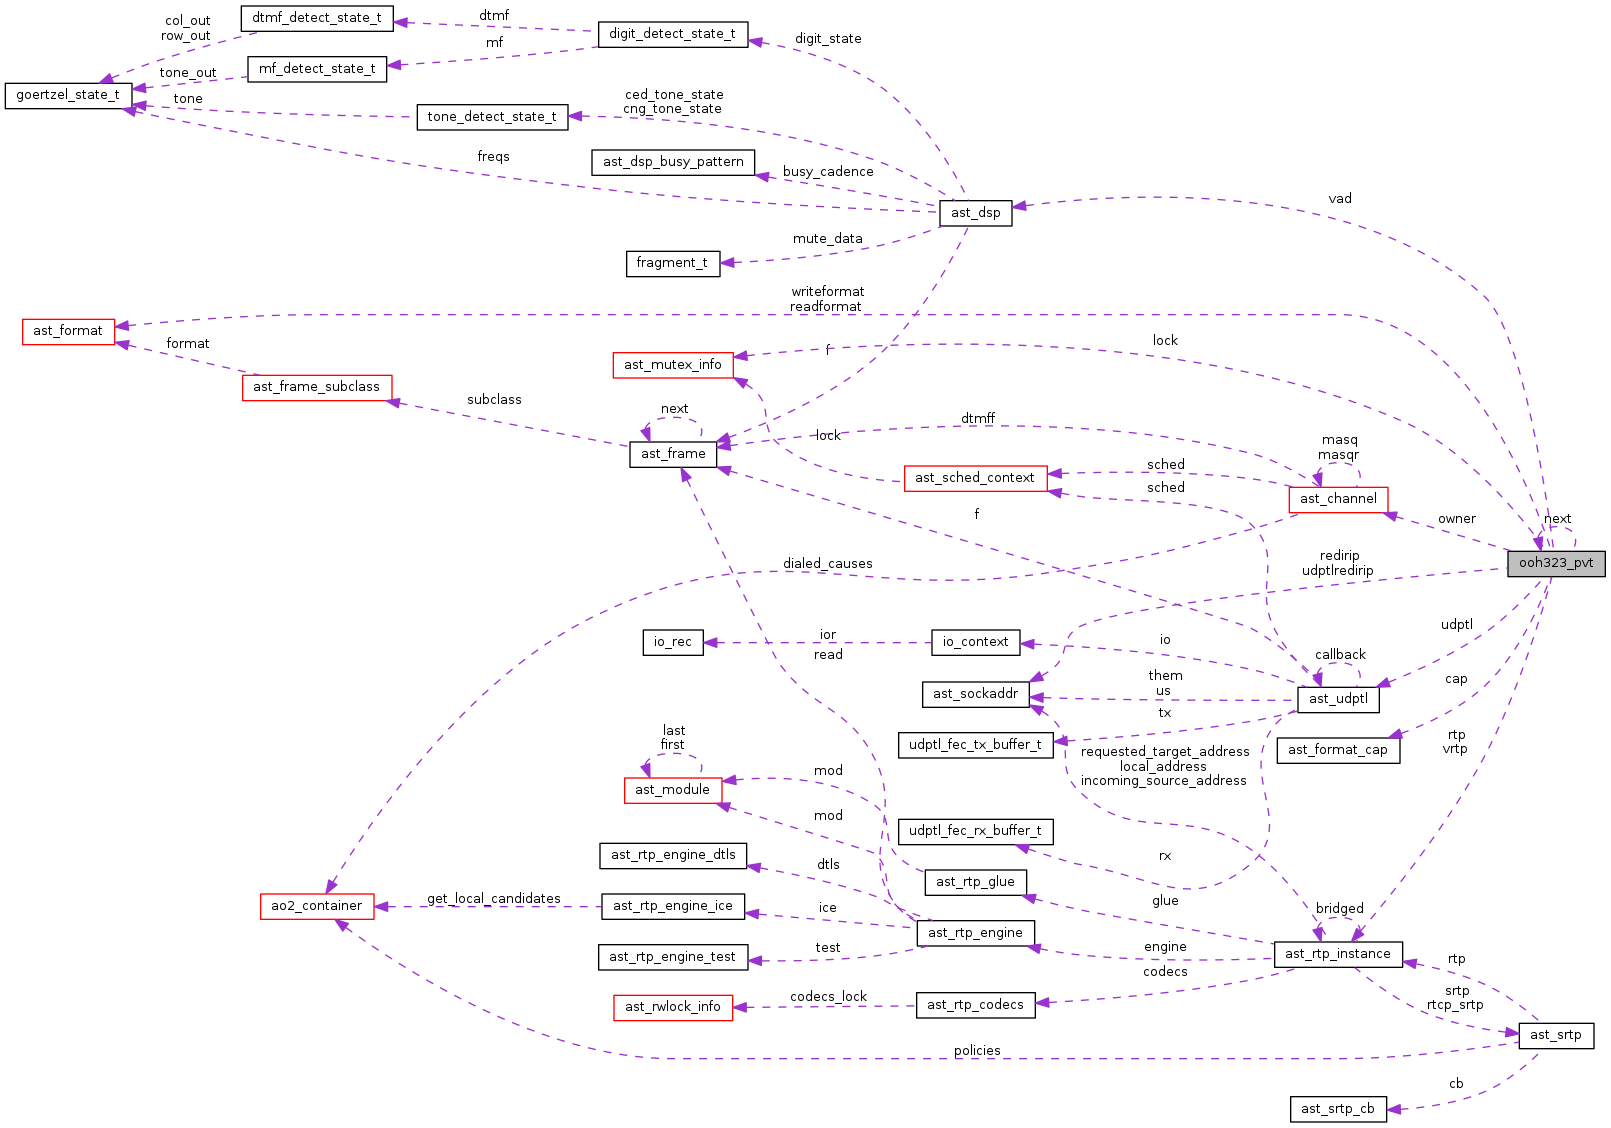 col_out
row_out
dtmf_detect_state_t
dtmf
digit_detect_state_t
digit_state
mf
mf_detect_state_t
tone_out
goertzel_state_t
tone
tone_detect_state_t
ced_tone_state
cng_tone_state
freqs
ast_dsp_busy_pattern
busy_cadence
ast_dsp
vad
mute_data
fragment_t
writeformat
readformat
ast_format
format
ast_frame_subclass
subclass
ast_mutex_info
f
lock
next
ast_frame
lock
dtmff
masq
masqr
sched
ast_sched_context
sched
ast_channel
owner
next
ooh323_pvt
f
dialed_causes
redirip
udptlredirip
io_rec
ior
io_context
io
read
callback
udptl
ast_sockaddr
them
us
ast_udptl
cap
tx
udptl_fec_tx_buffer_t
ast_format_cap
last
first
ast_module
mod
mod
requested_target_address
local_address
incoming_source_address
rtp
vrtp
udptl_fec_rx_buffer_t
rx
ast_rtp_engine_dtls
dtls
ast_rtp_glue
glue
ao2_container
get_local_candidates
ast_rtp_engine_ice
ice
ast_rtp_engine
bridged
engine
ast_rtp_instance
ast_rtp_engine_test
test
codecs
rtp
ast_rwlock_info
codecs_lock
ast_rtp_codecs
srtp
rtcp_srtp
ast_srtp
policies
cb
ast_srtp_cb